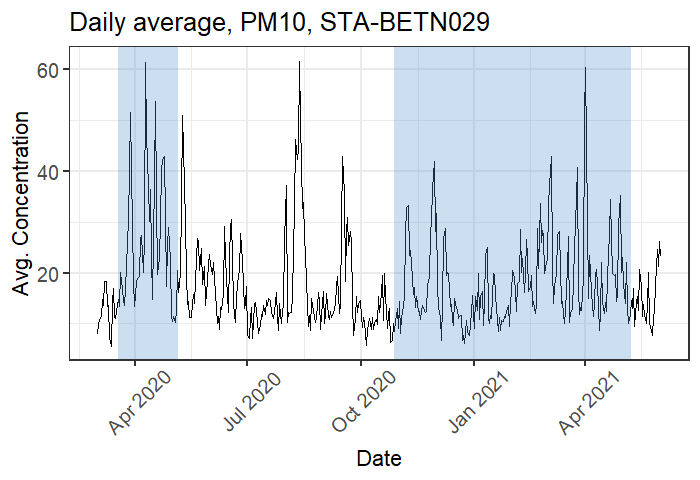 Daily average, PM10, STA-BETN029
Avg. Concentration
60
40
20
Apr 2020
Jul 2020
Oct 2020
Jan 2021
Apr 2021
Date